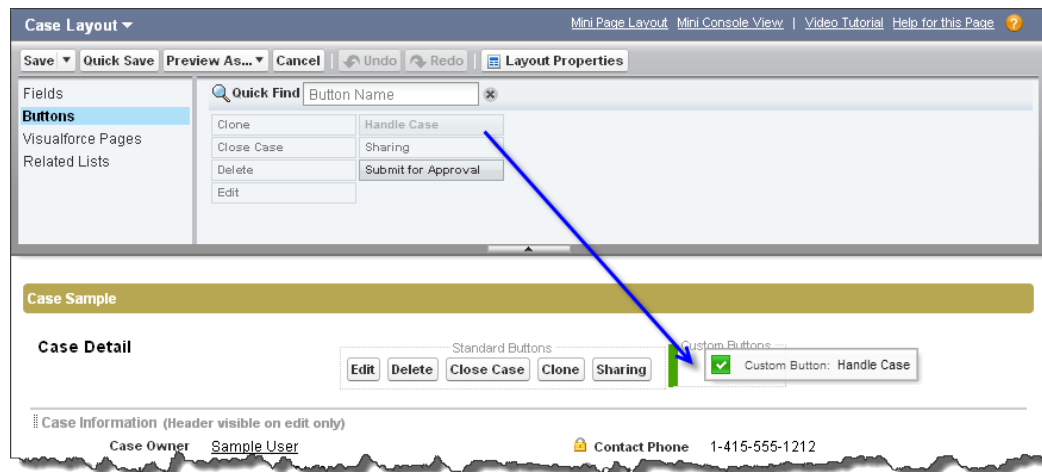 Case Layout Mini Page Layout Mini Console View | Video Tutorial Help for this Page ?
Save Quick Save Preview As... Cancel Undo Redo Layout Properties
Fields
Buttons
Visualforce Pages
Related Lists
Quick Find Button Name
Clone Handle Case
Close Case Sharing
Delete Submit for Approval
Edit
Case Sample
Case Detail
Standard Buttons
Edit Delete Close Case Clone Sharing
Custom Buttons
Custom Button: Handle Case
Case Information (Header visible on edit only)
Case Owner Sample User Contact Phone 1-415-555-1212